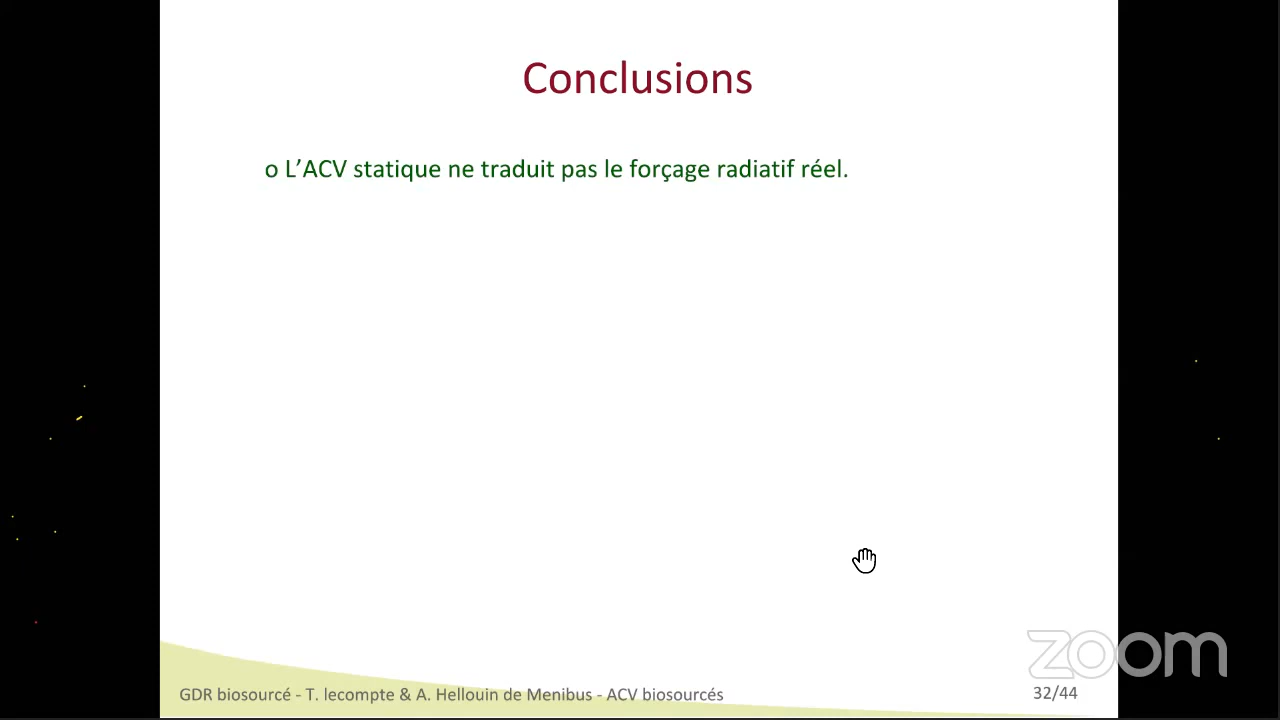 Conclusions
o L’ACV statique ne traduit pas le forçage radiatif réel.
zoom
GDR biosourcé - T. lecompte & A. Hellouin de Menibus - ACV biosourcés
32/44